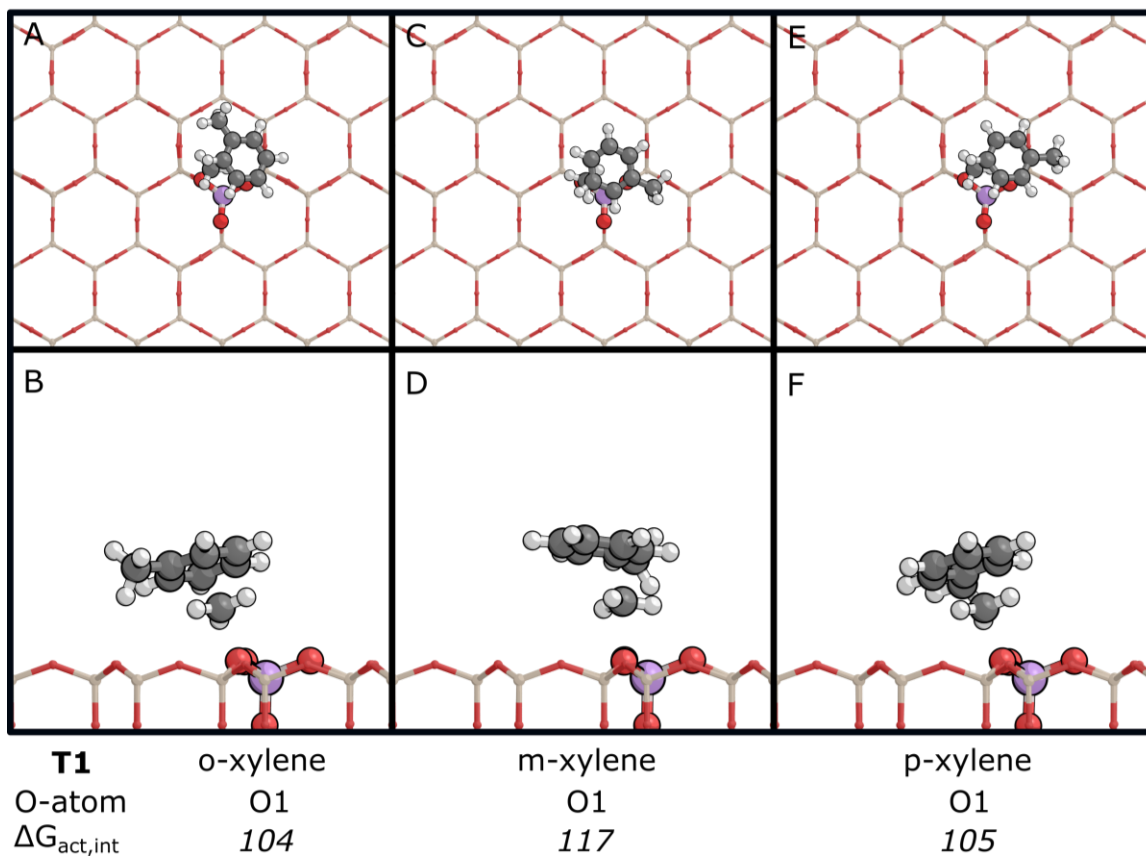 A C E
B D F
T1 o-xylene m-xylene p-xylene
O-atom O1 O1 O1
ΔGact,int 104 117 105